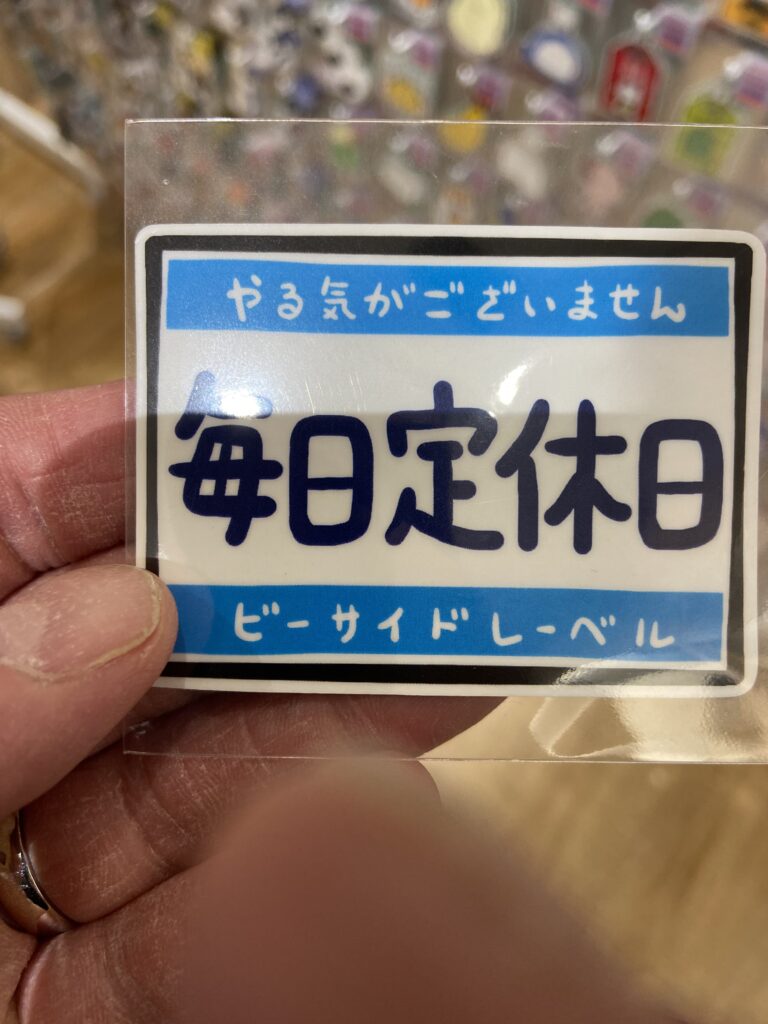 やる気がございません
毎日定休日
ビーサイドレーベル